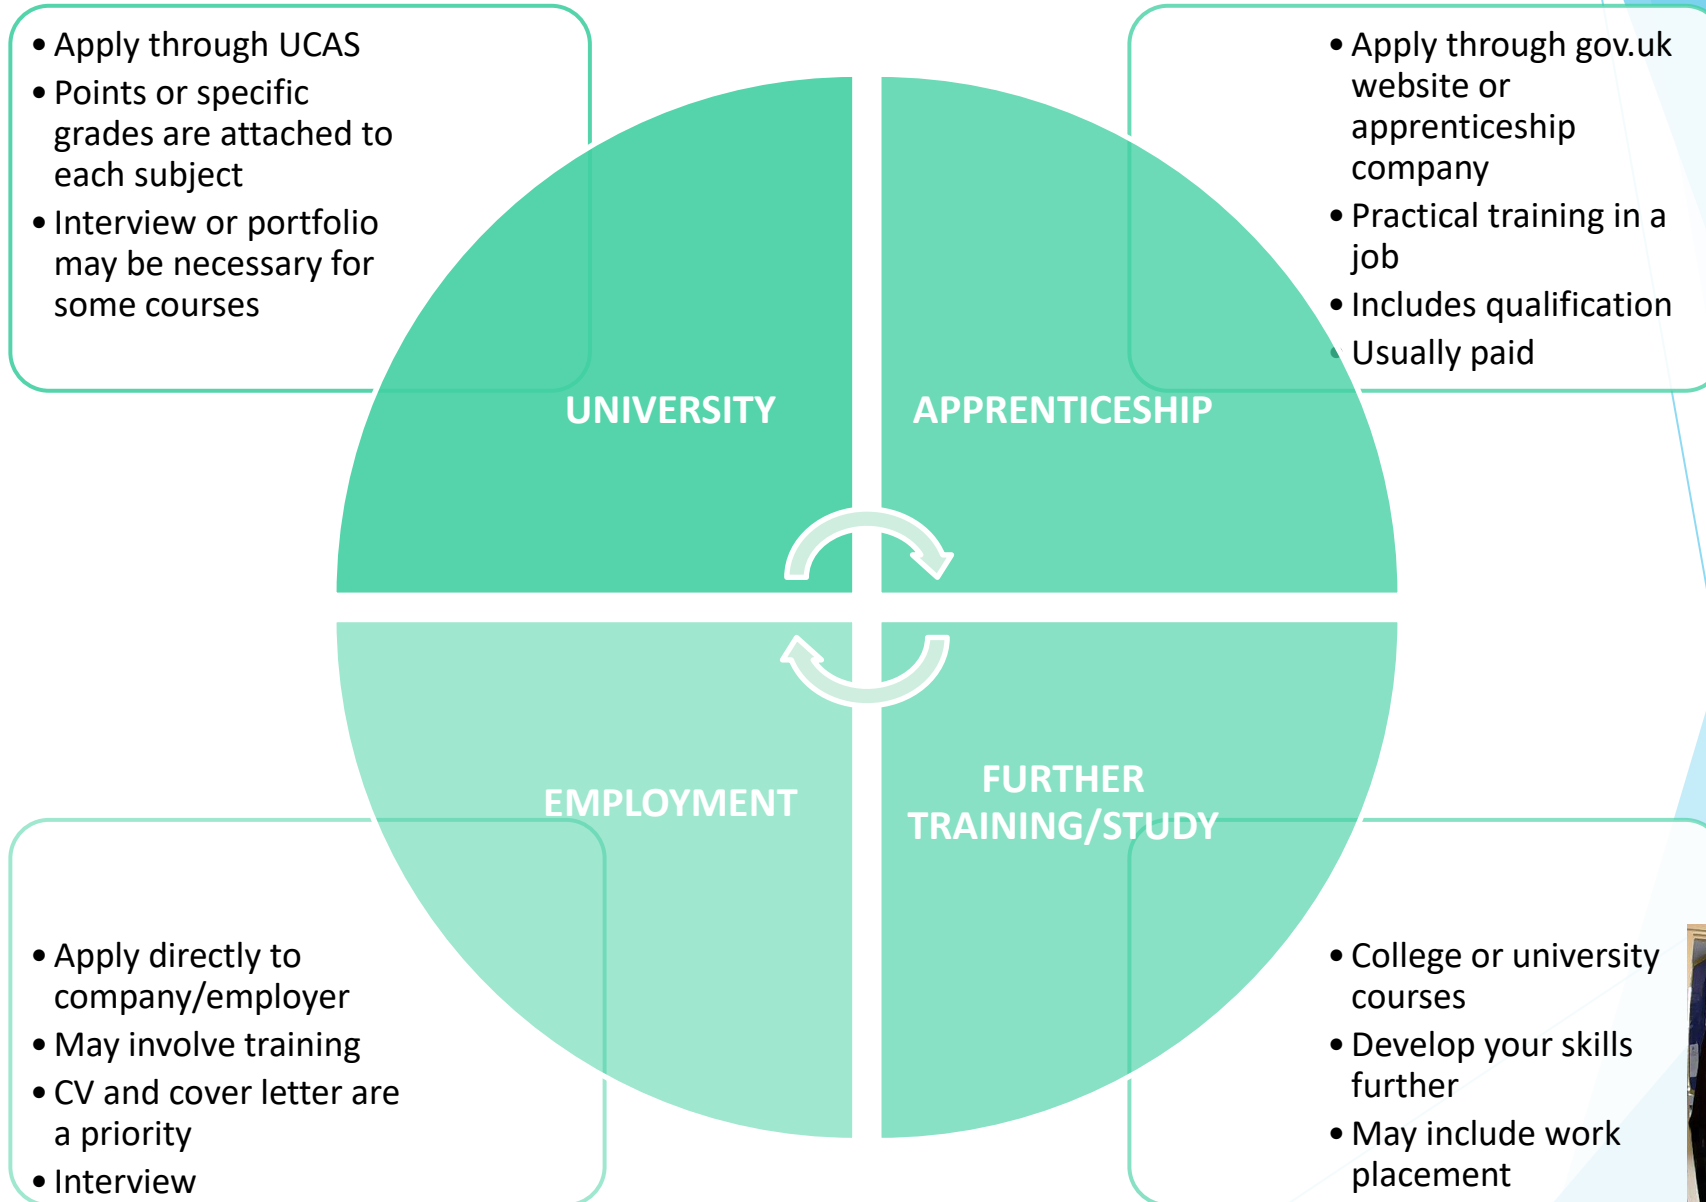 • Apply through UCAS
• Points or specific
grades are attached to
each subject
• Interview or portfolio
may be necessary for
some courses
• Apply through gov.uk
website or
apprenticeship
company
• Practical training in a
job
• Includes qualification
• Usually paid
UNIVERSITY
APPRENTICESHIP
EMPLOYMENT
FURTHER
TRAINING/STUDY
• Apply directly to
company/employer
• May involve training
• CV and cover letter are
a priority
• Interview
• College or university
courses
• Develop your skills
further
• May include work
placement